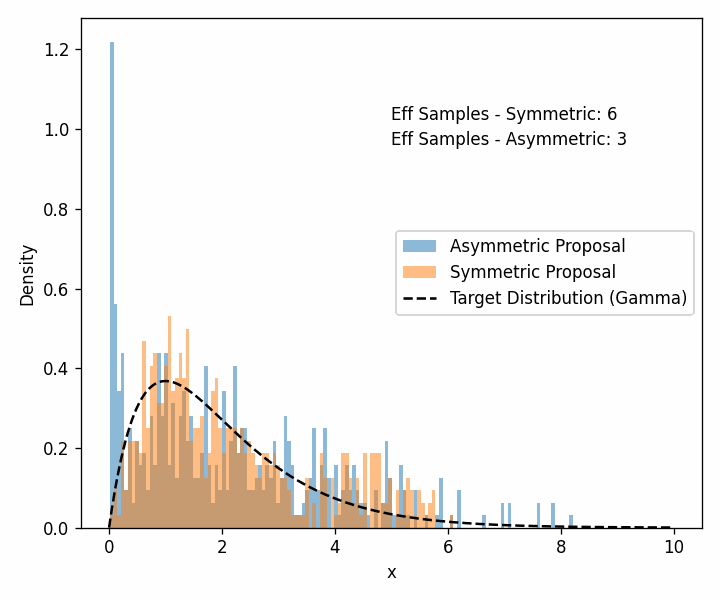 Eff Samples - Symmetric: 6
Eff Samples - Asymmetric: 3
Asymmetric Proposal
Symmetric Proposal
Target Distribution (Gamma)
Density
1.2
1.0
0.8
0.6
0.4
0.2
0.0
0 2 4 6 8 10
x